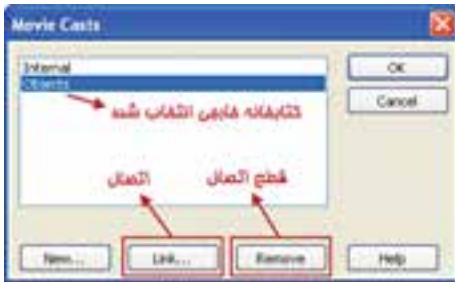 Movie Casts
Internal
OK
Objects
Cancel
کتابخانه خارجی انتخاب شده
اتصال
قطع اتصال
New...
Link...
Remove
Help